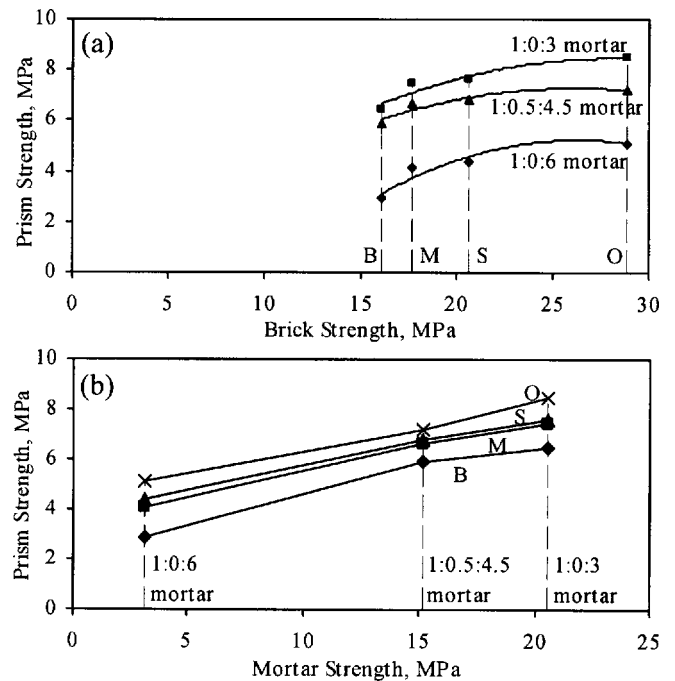 10
(a)
1:0:3 mortar
8
1:0.5:4.5 mortar
6
Prism Strength, MPa
4
1:0:6 mortar
2
B M S O
0
0 5 10 15 20 25 30
Brick Strength, MPa
10
(b)
O
8
S
M
6
B
Prism Strength, MPa
4
2
1:0:6 mortar
1:0.5:4.5 mortar
1:0:3 mortar
0
0 5 10 15 20 25
Mortar Strength, MPa